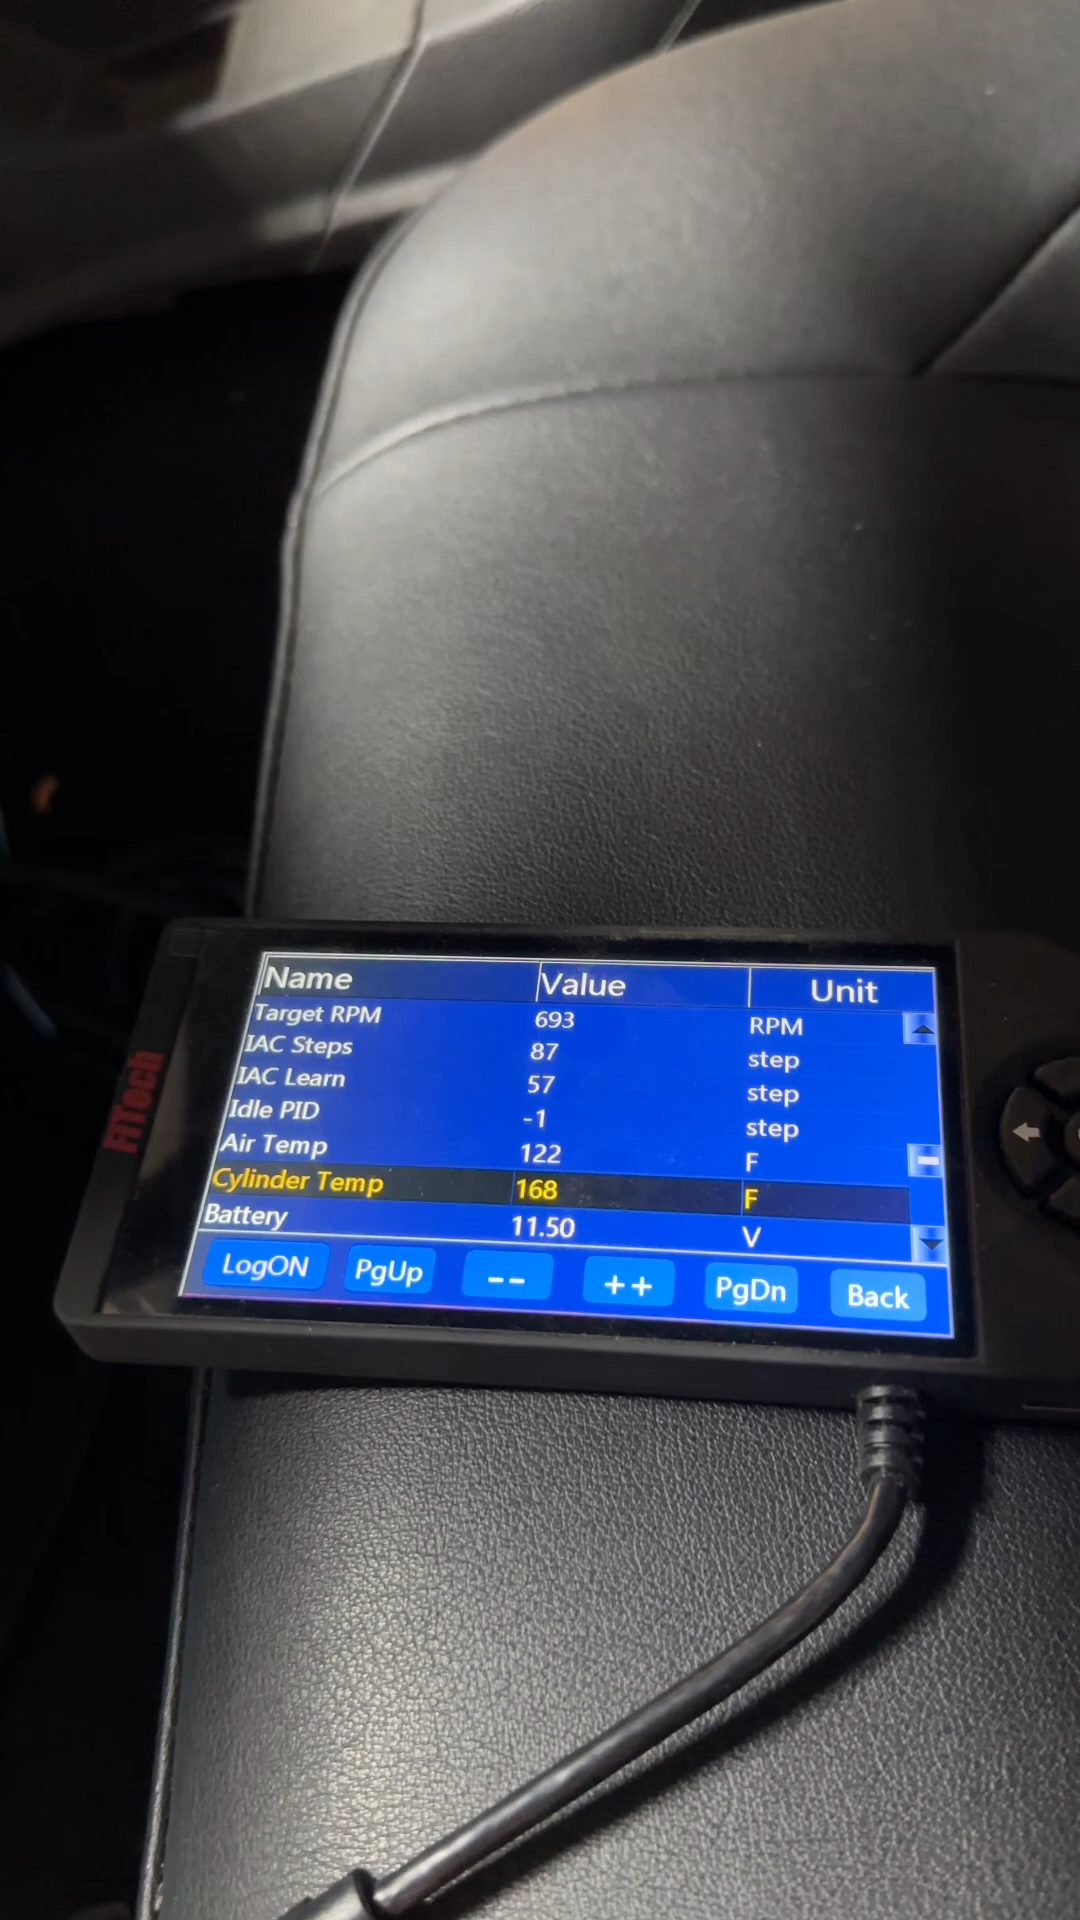 Name Value Unit
Target RPM 693 RPM
IAC Steps 87 step
IAC Learn 57 step
Idle PID -1 step
Air Temp 122 F
Cylinder Temp 168 F
Battery 11.50 V
LogON PgUp -- ++ PgDn Back
HTech